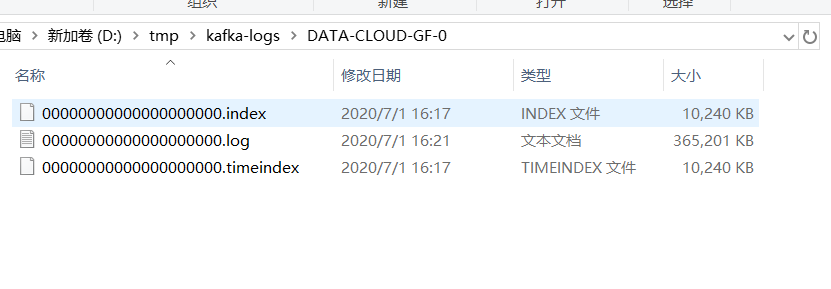 组织 新建 打开 选择
电脑 > 新加卷 (D:) > tmp > kafka-logs > DATA-CLOUD-GF-0
名称 修改日期 类型 大小
00000000000000000000.index 2020/7/1 16:17 INDEX 文件 10,240 KB
00000000000000000000.log 2020/7/1 16:21 文本文档 365,201 KB
00000000000000000000.timeindex 2020/7/1 16:17 TIMEINDEX 文件 10,240 KB